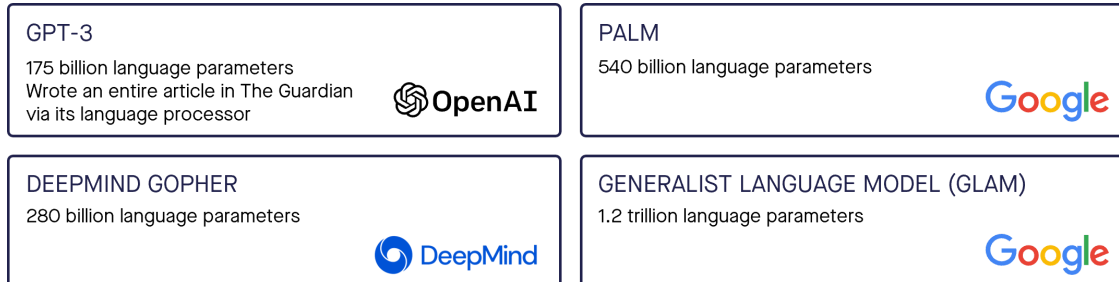 GPT-3
175 billion language parameters
Wrote an entire article in The Guardian
via its language processor
OpenAI
PALM
540 billion language parameters
Google
DEEPMIND GOPHER
280 billion language parameters
DeepMind
GENERALIST LANGUAGE MODEL (GLAM)
1.2 trillion language parameters
Google